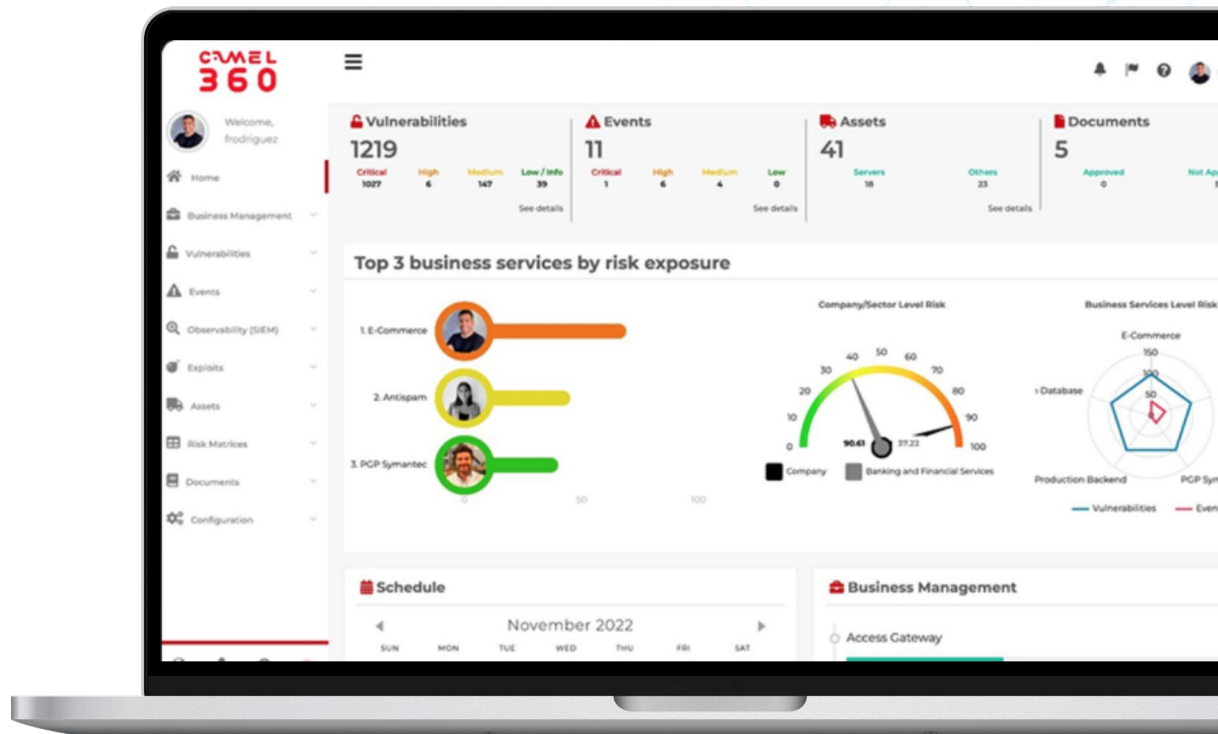 CAMEL
360
Welcome,
frodriguez
Home
Business Management
Vulnerabilities
Events
Observability (SIEM)
Exploits
Assets
Risk Matrices
Documents
Configuration
Vulnerabilities
1219
Critical High Medium Low / Info
1027 6 147 39
See details
Events
11
Critical High Medium Low
1 6 4 0
See details
Assets
41
Servers Others
18 23
See details
Documents
5
Approved Not
0
Top 3 business services by risk exposure
1. E-Commerce
2. Antispam
3. PGP Symantec
0 50 100
Company/Sector Level Risk
0 10 20 30 40 50 60 70 80 90 100
90.61 37.22
Company Banking and Financial Services
Business Services Level Risk
E-Commerce
150
100
50
Database
Production Backend
PGP
Vulnerabilities
Schedule
November 2022
SUN MON TUE WED THU FRI SAT
Business Management
Access Gateway